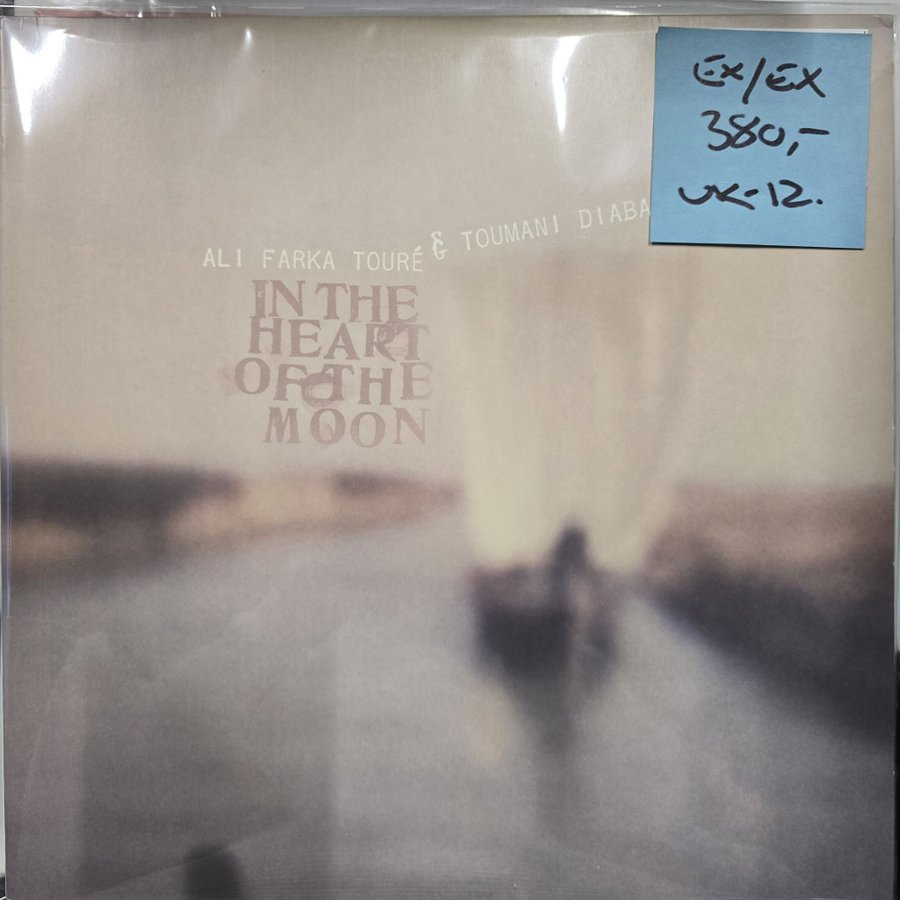 EX/EX
380,-
UK-12.
ALI FARKA TOURÉ & TOUMANI DIABA
IN THE
HEART
OF THE
MOON